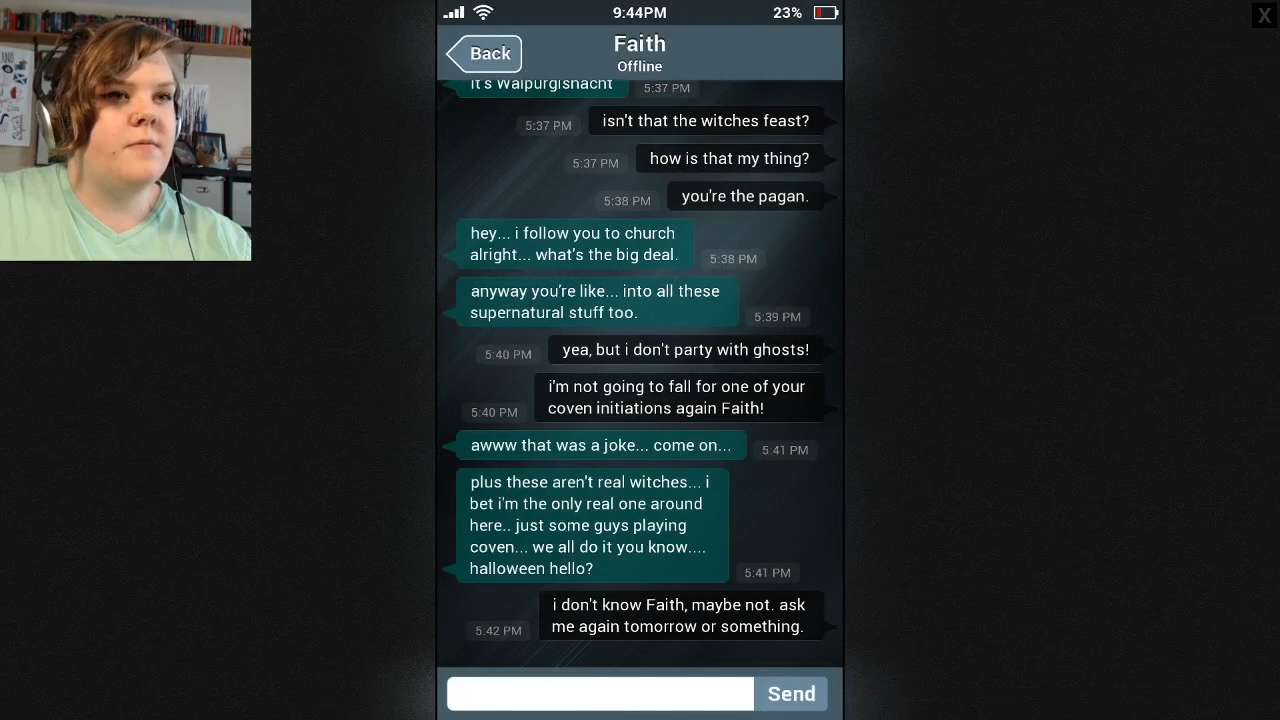 9:44PM
23%
X
Back
Faith
Offline
it's Walpurgisnacht
5:37 PM
isn't that the witches feast?
5:37 PM
how is that my thing?
5:37 PM
you're the pagan.
5:38 PM
hey... i follow you to church
alright... what's the big deal.
5:38 PM
anyway you're like... into all these
supernatural stuff too.
5:39 PM
yea, but i don't party with ghosts!
5:40 PM
i'm not going to fall for one of your
coven initiations again Faith!
5:40 PM
awww that was a joke... come on...
5:41 PM
plus these aren't real witches... i
bet i'm the only real one around
here.. just some guys playing
coven... we all do it you know....
halloween hello?
5:41 PM
i don't know Faith, maybe not. ask
me again tomorrow or something.
5:42 PM
Send